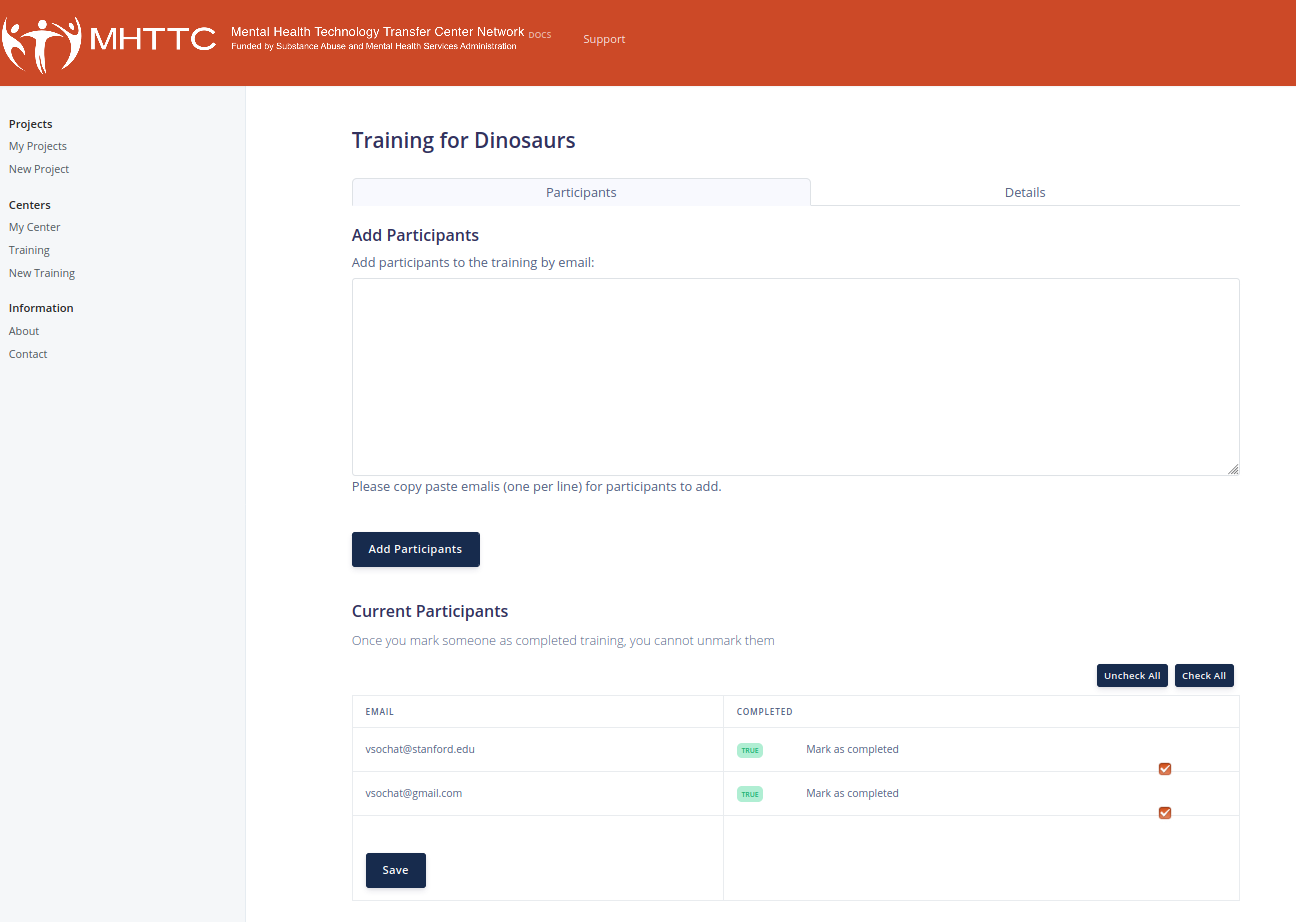 MHTTC
Mental Health Technology Transfer Center Network DOCS
Funded by Substance Abuse and Mental Health Services Administration
Support
Projects
My Projects
New Project
Centers
My Center
Training
New Training
Information
About
Contact
Training for Dinosaurs
Participants
Details
Add Participants
Add participants to the training by email:
Please copy paste emalis (one per line) for participants to add.
Add Participants
Current Participants
Once you mark someone as completed training, you cannot unmark them
Uncheck All
Check All
EMAIL
COMPLETED
vsochat@stanford.edu
TRUE
Mark as completed
vsochat@gmail.com
TRUE
Mark as completed
Save